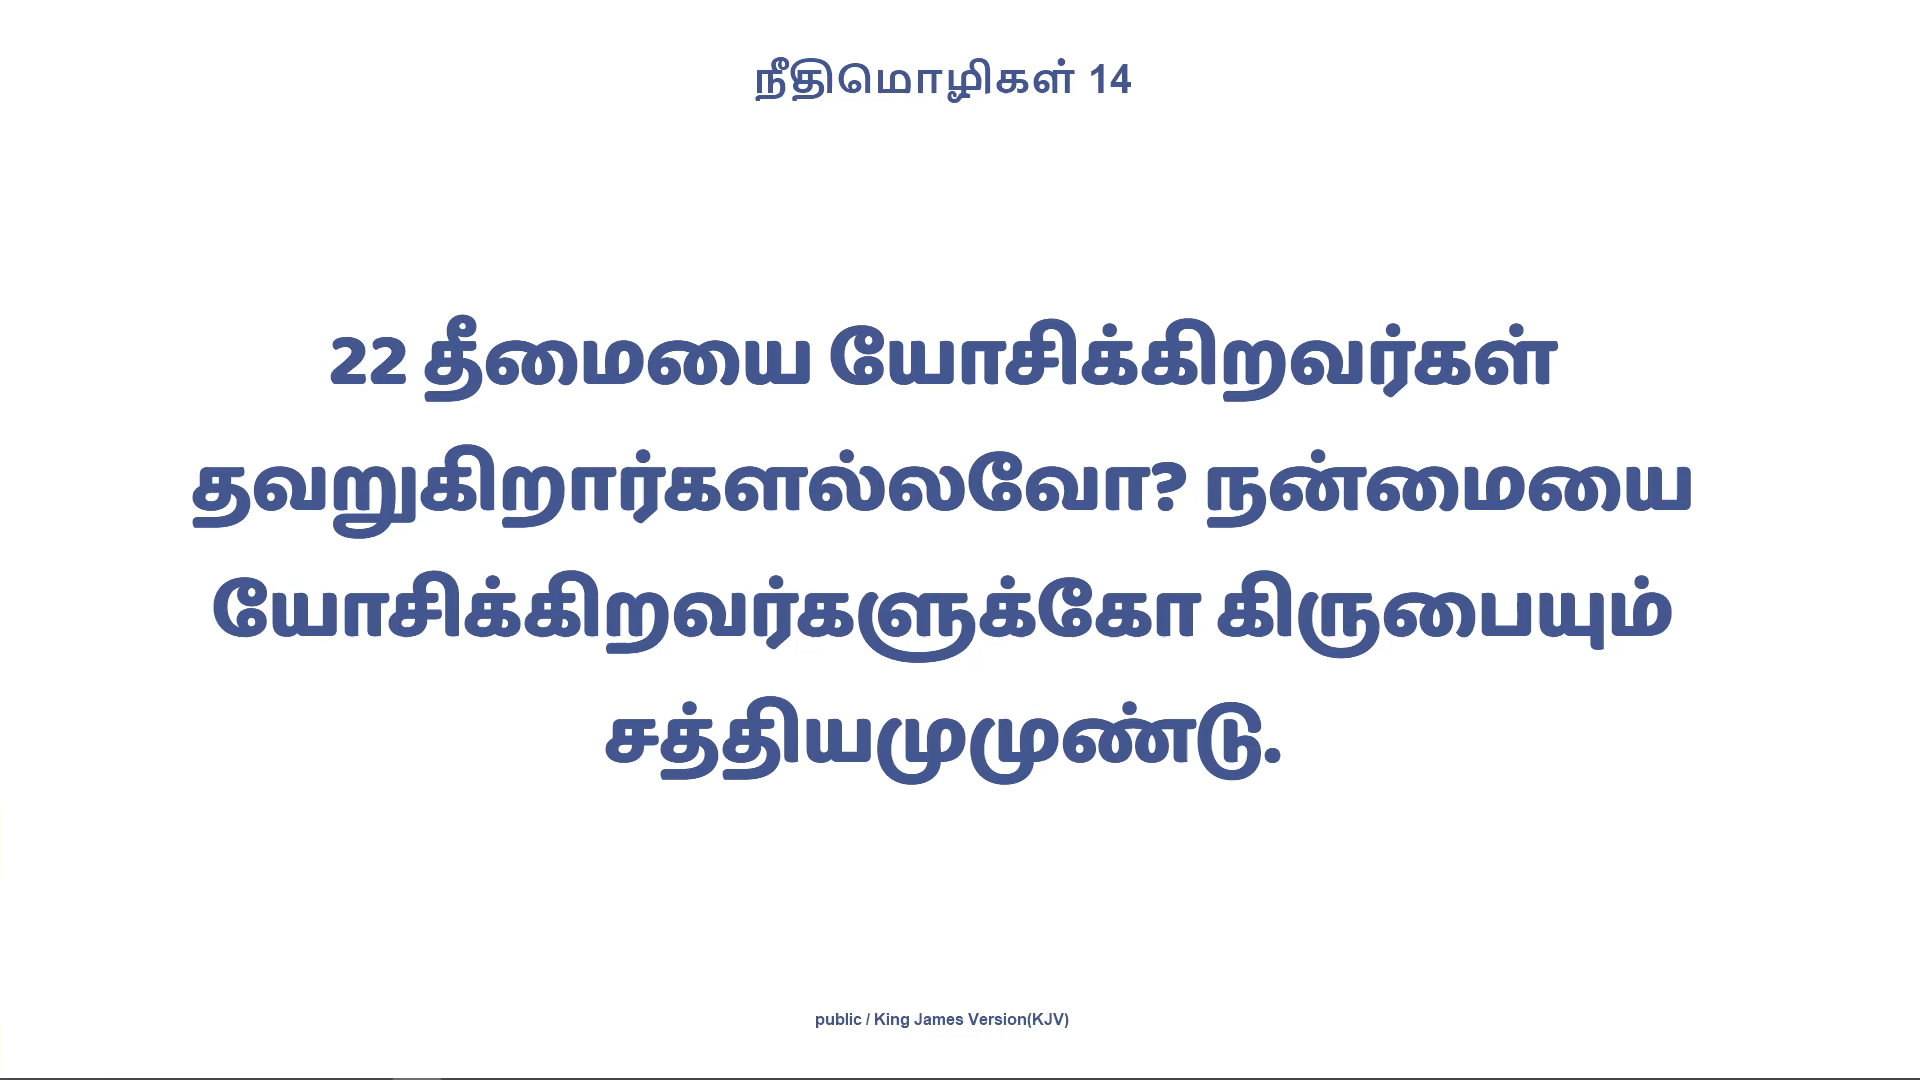 நீதிமொழிகள் 14
22 தீமையை யோசிக்கிறவர்கள்
தவறுகிறார்களல்லவோ? நன்மையை
யோசிக்கிறவர்களுக்கோ கிருபையும்
சத்தியமுமுண்டு.
public / King James Version(KJV)